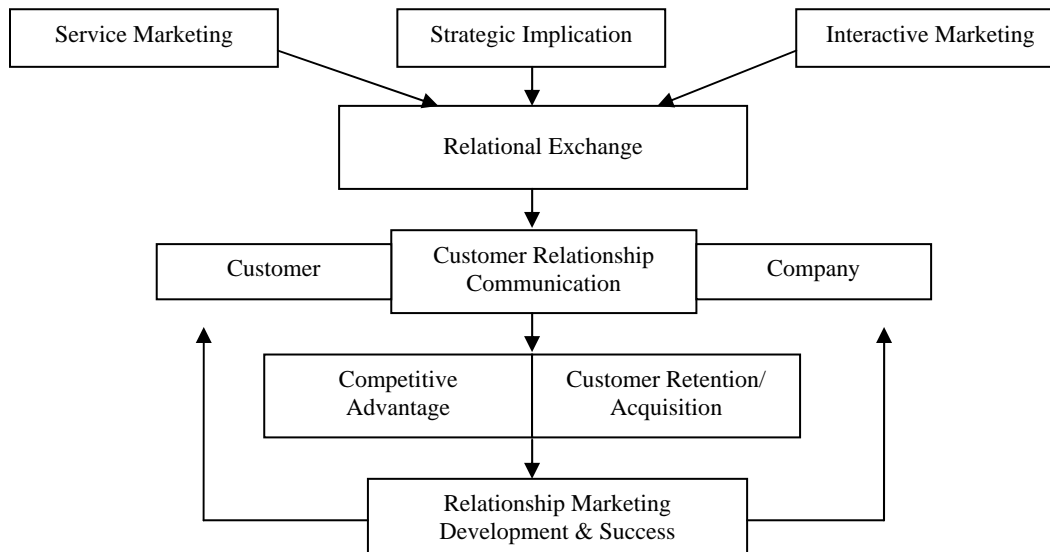 Service Marketing
Strategic Implication
Interactive Marketing
Relational Exchange
Customer
Customer Relationship
Communication
Company
Competitive
Advantage
Customer Retention/
Acquisition
Relationship Marketing
Development & Success